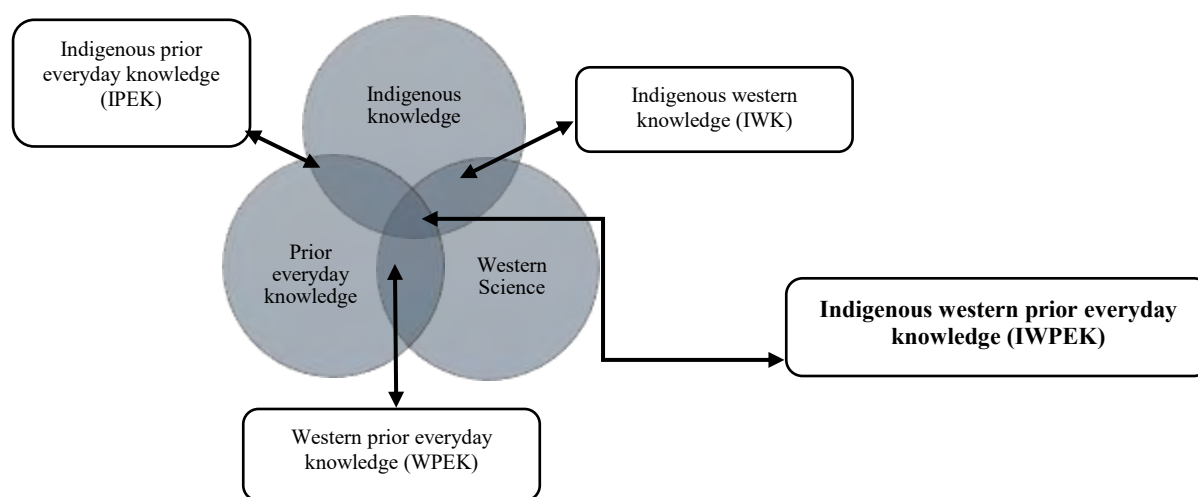 Indigenous prior
everyday knowledge
(IPEK)
Indigenous
knowledge
Indigenous western
knowledge (IWK)
Prior
everyday
knowledge
Western
Science
Indigenous western prior everyday
knowledge (IWPEK)
Western prior everyday
knowledge (WPEK)